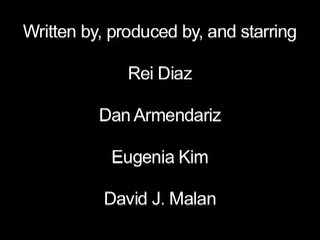 Written by, produced by, and starring
Rei Diaz
Dan Armendariz
Eugenia Kim
David J. Malan